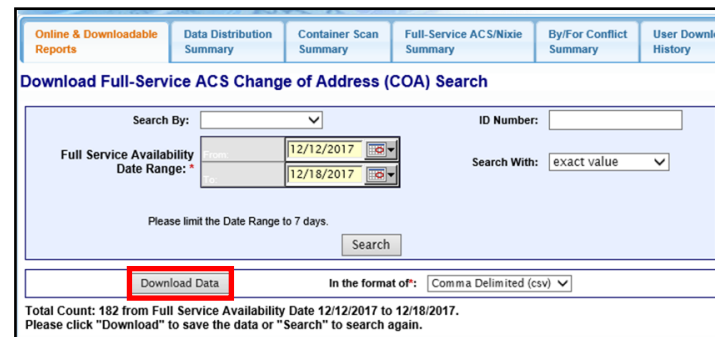 Online & Downloadable Reports
Data Distribution Summary
Container Scan Summary
Full-Service ACS/Nixie Summary
By/For Conflict Summary
User Downl
History
Download Full-Service ACS Change of Address (COA) Search
Search By:
ID Number:
Full Service Availability
Date Range: *
From:
12/12/2017
To:
12/18/2017
Search With:
exact value
Please limit the Date Range to 7 days.
Search
Download Data
In the format of*:
Comma Delimited (csv)
Total Count: 182 from Full Service Availability Date 12/12/2017 to 12/18/2017.
Please click "Download" to save the data or "Search" to search again.